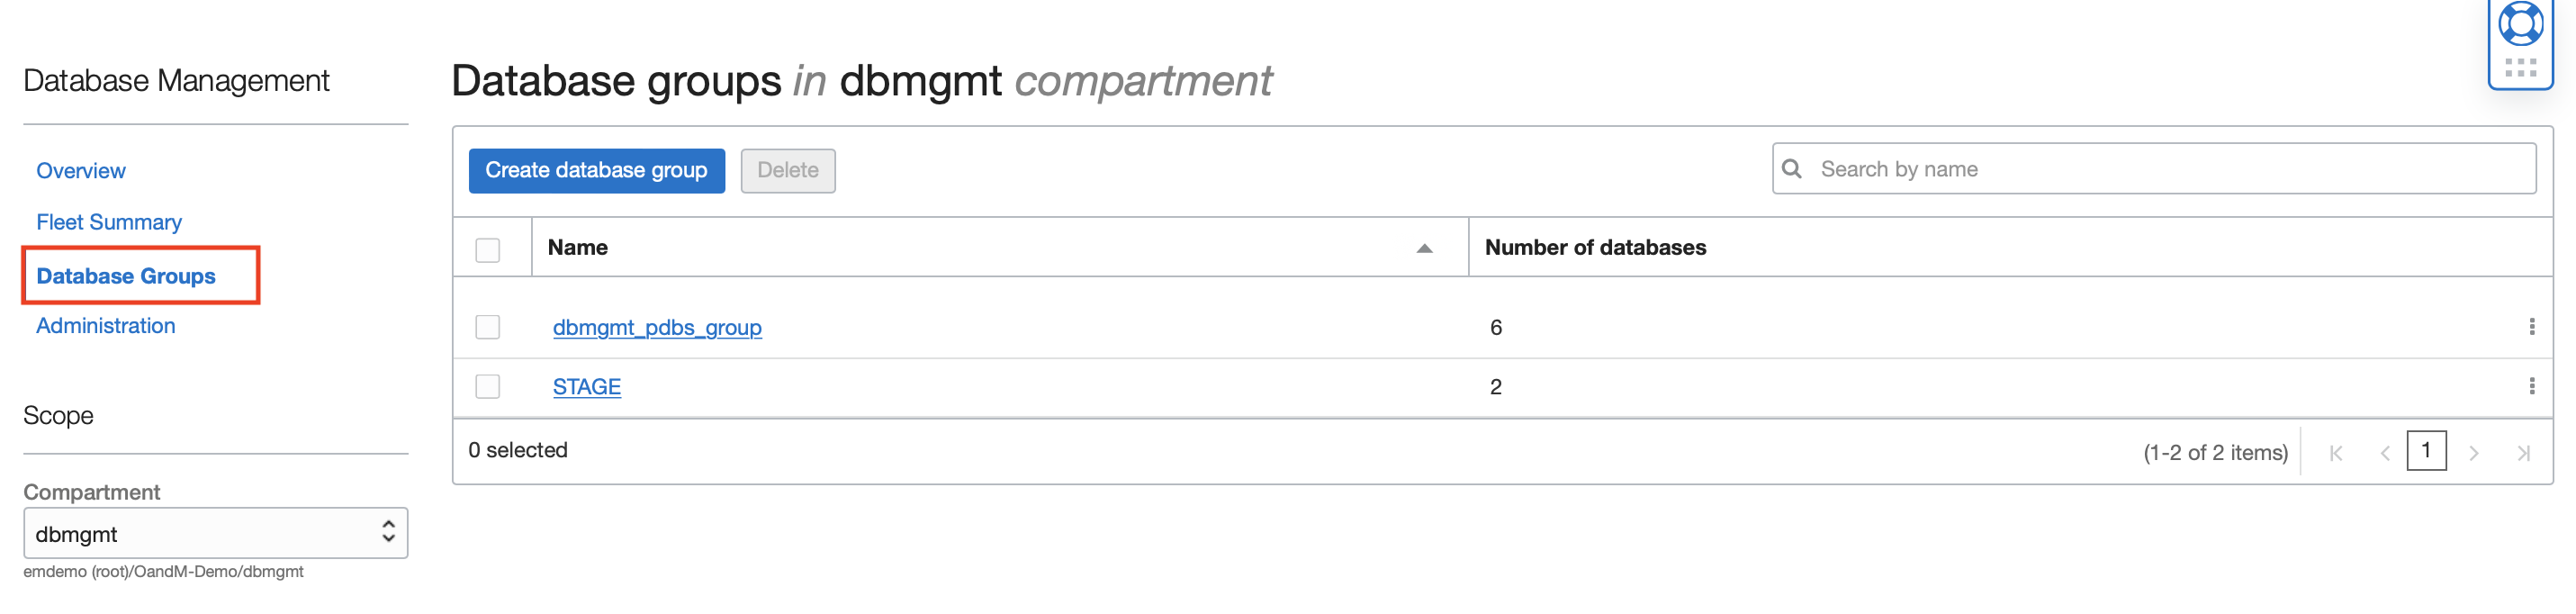 Database Management
Overview
Fleet Summary
Database Groups
Administration
Scope
Compartment
dbmgmt
emdemo (root)/OandM-Demo/dbmgmt
Database groups in dbmgmt compartment
Create database group Delete Search by name
Name Number of databases
dbmgmt_pdbs_group 6
STAGE 2
0 selected (1-2 of 2 items) 1